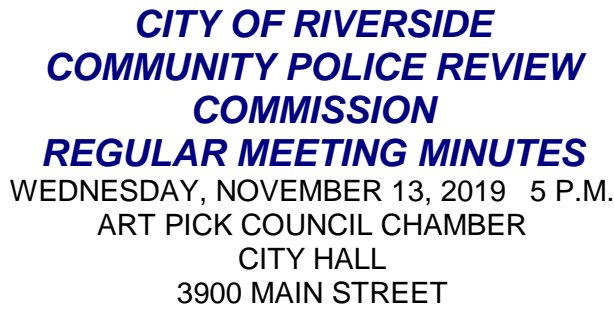 CITY OF RIVERSIDE
COMMUNITY POLICE REVIEW
COMMISSION
REGULAR MEETING MINUTES
WEDNESDAY, NOVEMBER 13, 2019 5 P.M.
ART PICK COUNCIL CHAMBER
CITY HALL
3900 MAIN STREET